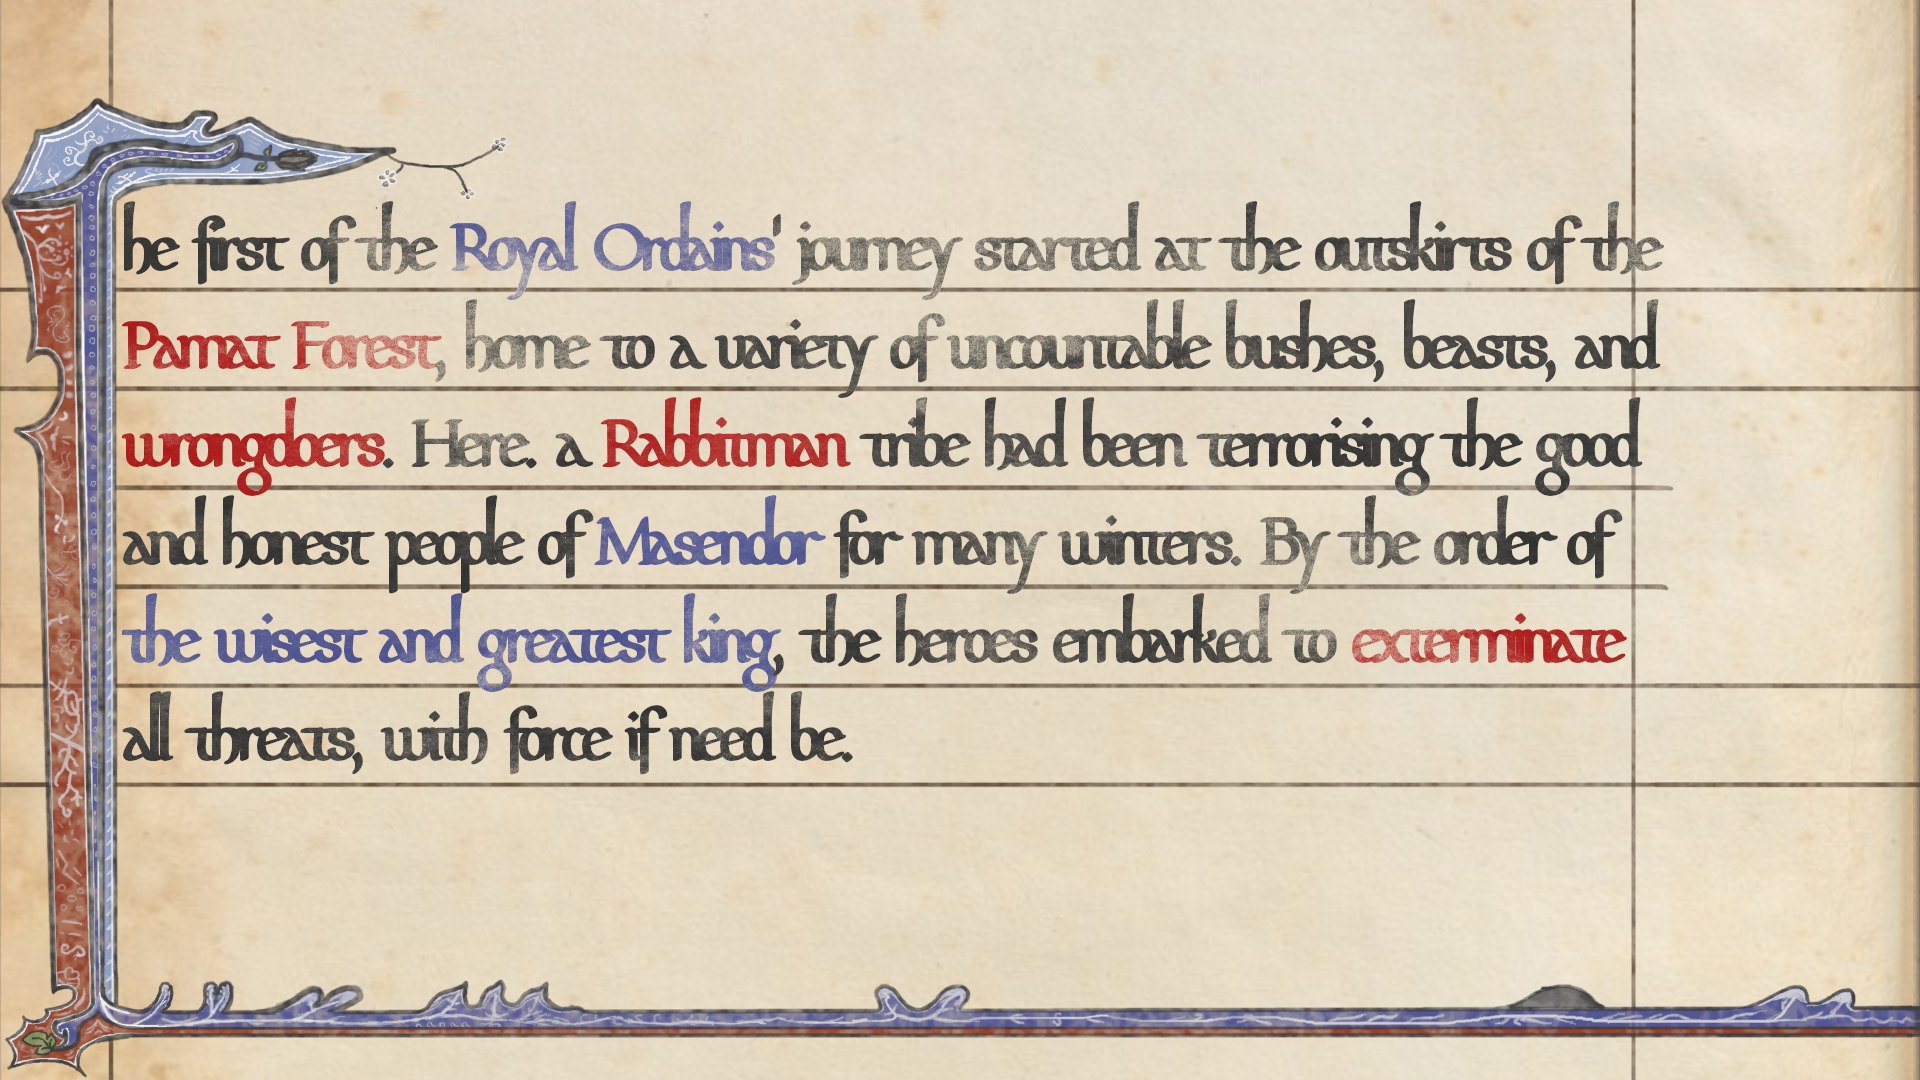 The first of the Royal Ordains' journey started at the outskirts of the
Pamat Forest, home to a variety of uncountable bushes, beasts, and
wrongdoers. Here. a Rabbitman tribe had been terrorising the good
and honest people of Masendor for many winters. By the order of
the wisest and greatest king, the heroes embarked to exterminate
all threats, with force if need be.